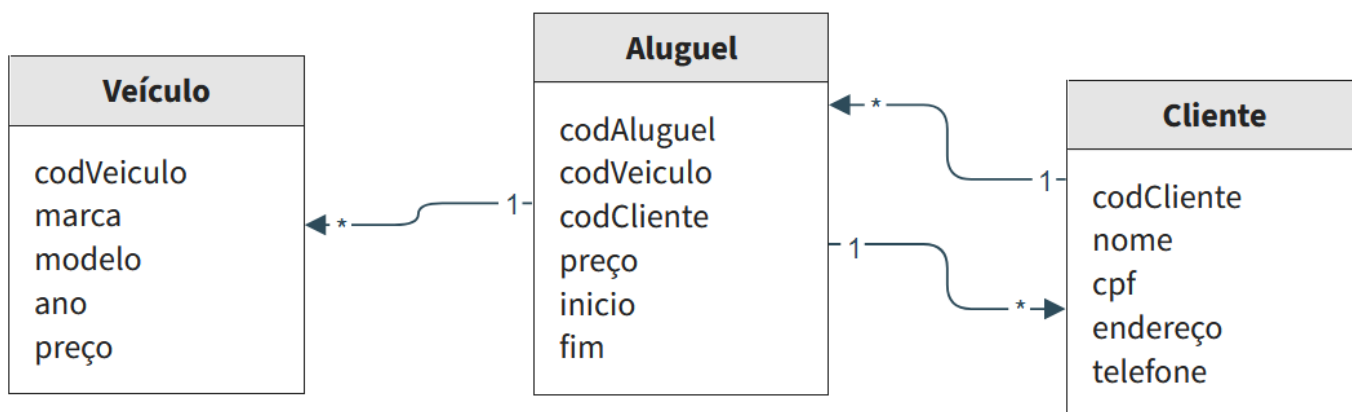 Veículo
codVeiculo
marca
modelo
ano
preço
*
1
Aluguel
codAluguel
codVeiculo
codCliente
preço
inicio
fim
*
1
1
*
Cliente
codCliente
nome
cpf
endereço
telefone